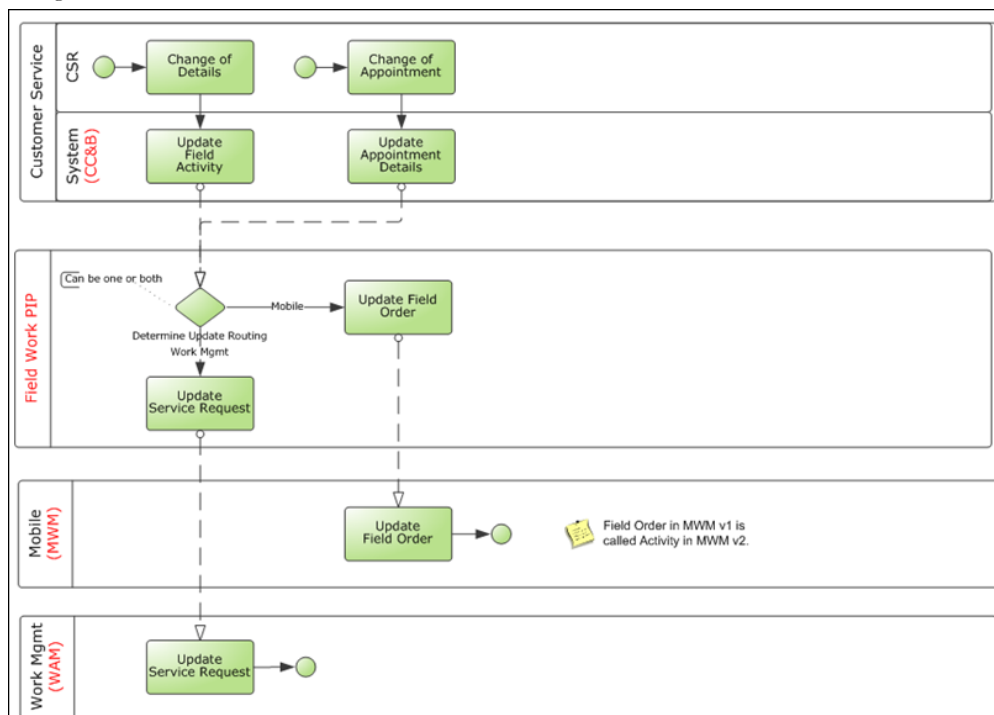 Customer Service
CSR
Change of
Details
Change of
Appointment
System
(CC&B)
Update
Field
Activity
Update
Appointment
Details
Field Work PIP
Can be one or both
Mobile
Update Field
Order
Determine Update Routing
Work Mgmt
Update
Service Request
Mobile
(MWM)
Update
Field Order
Field Order in MWM v1 is
called Activity in MWM v2.
Work Mgmt
(WAM)
Update
Service Request